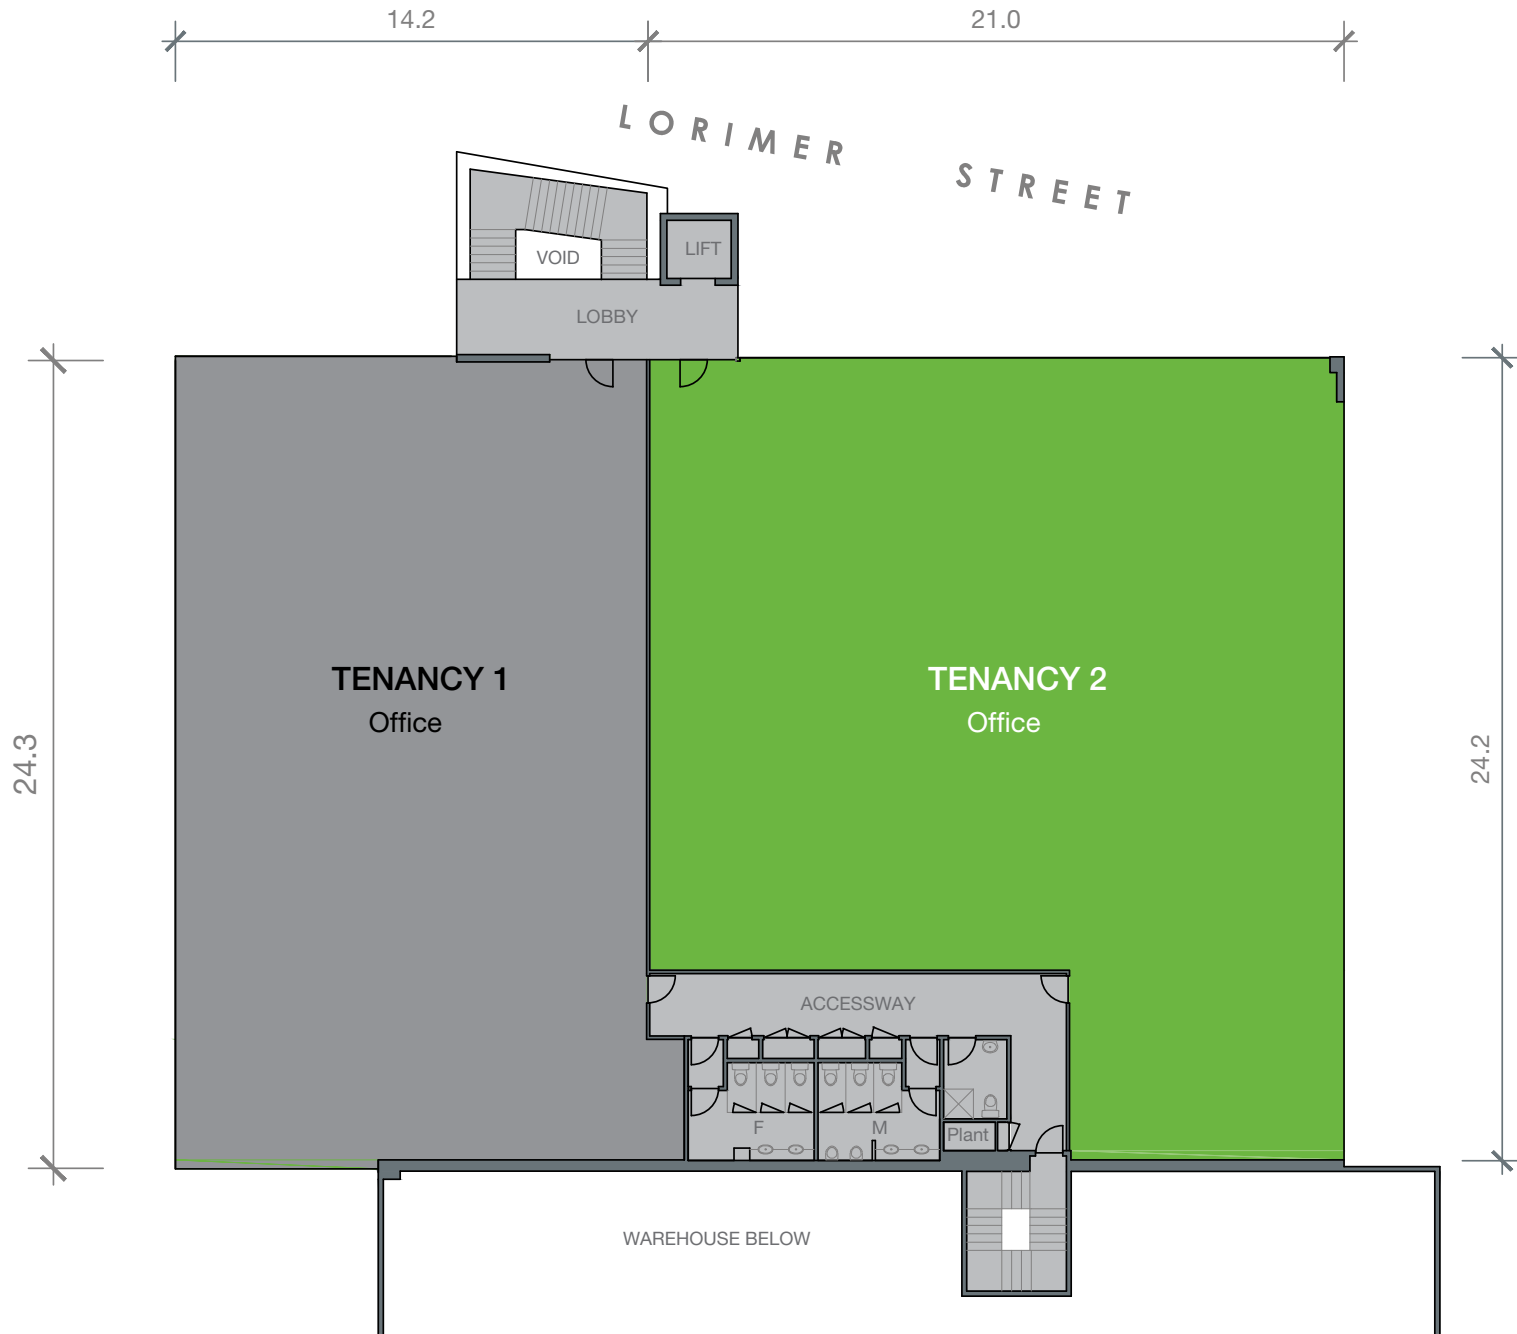 14.2
21.0
LORIMER STREET
LIFT
VOID
LOBBY
TENANCY 1
Office
TENANCY 2
Office
24.3
24.2
ACCESSWAY
F
M
Plant
WAREHOUSE BELOW